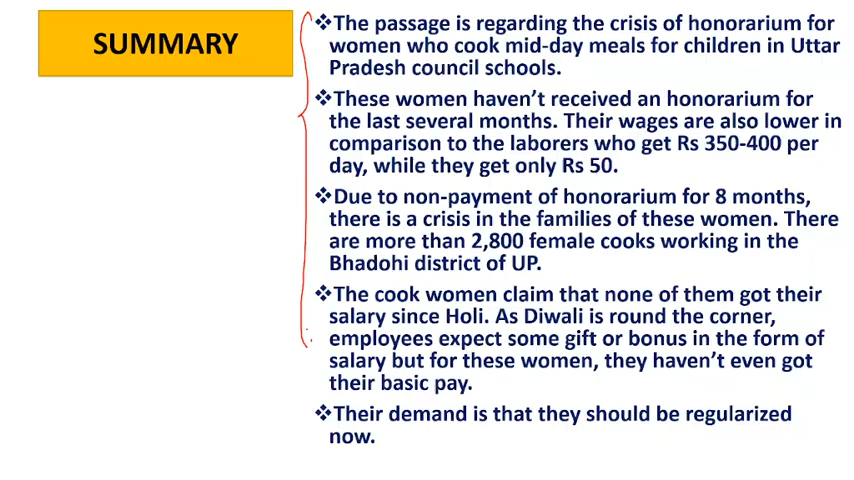 SUMMARY
❖The passage is regarding the crisis of honorarium for
women who cook mid-day meals for children in Uttar
Pradesh council schools.
❖These women haven't received an honorarium for
the last several months. Their wages are also lower in
comparison to the laborers who get Rs 350-400 per
day, while they get only Rs 50.
❖Due to non-payment of honorarium for 8 months,
there is a crisis in the families of these women. There
are more than 2,800 female cooks working in the
Bhadohi district of UP.
❖The cook women claim that none of them got their
salary since Holi. As Diwali is round the corner,
employees expect some gift or bonus in the form of
salary but for these women, they haven't even got
their basic pay.
❖Their demand is that they should be regularized
now.